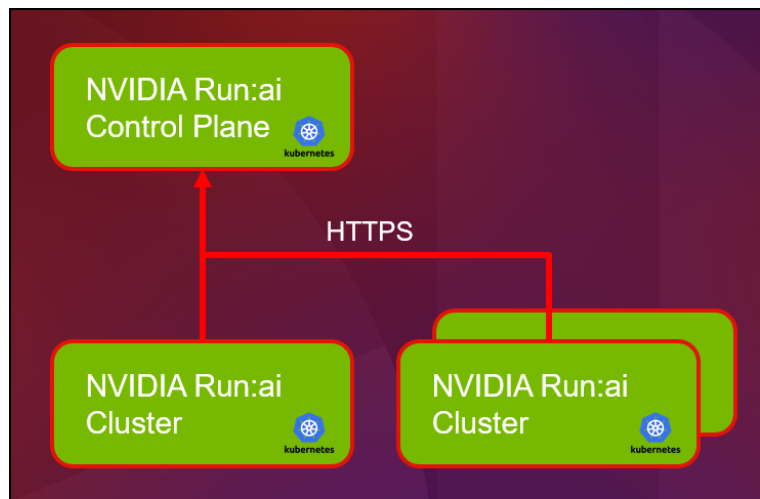 NVIDIA Run:ai
Control Plane
kubernetes
HTTPS
NVIDIA Run:ai
Cluster
kubernetes
NVIDIA Run:ai
Cluster
kubernetes